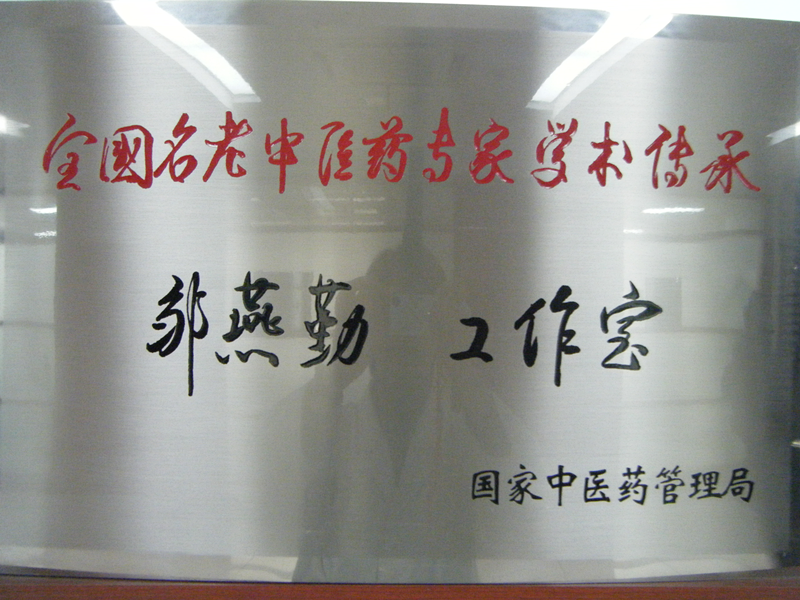 全國名老中医药专家学术传承
邹燕勤 工作室
国家中医药管理局